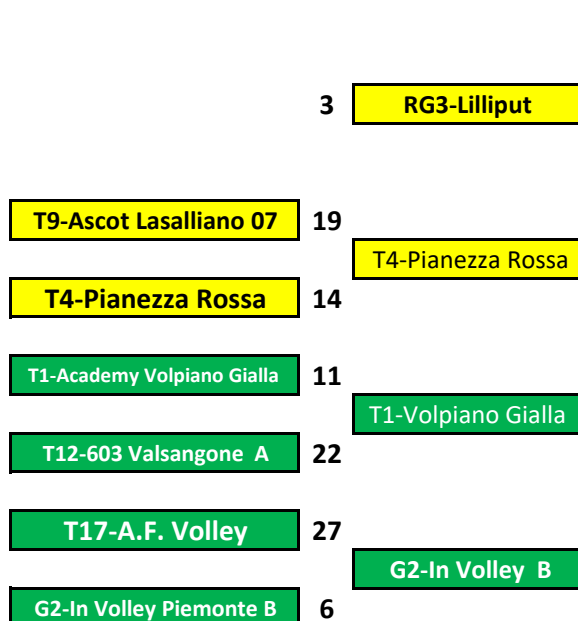 3 RG3-Lilliput
T9-Ascot Lasalliano 07 19
T4-Pianezza Rossa
T4-Pianezza Rossa 14
T1-Academy Volpiano Gialla 11
T1-Volpiano Gialla
T12-603 Valsangone A 22
T17-A.F. Volley 27
G2-In Volley B
G2-In Volley Piemonte B 6